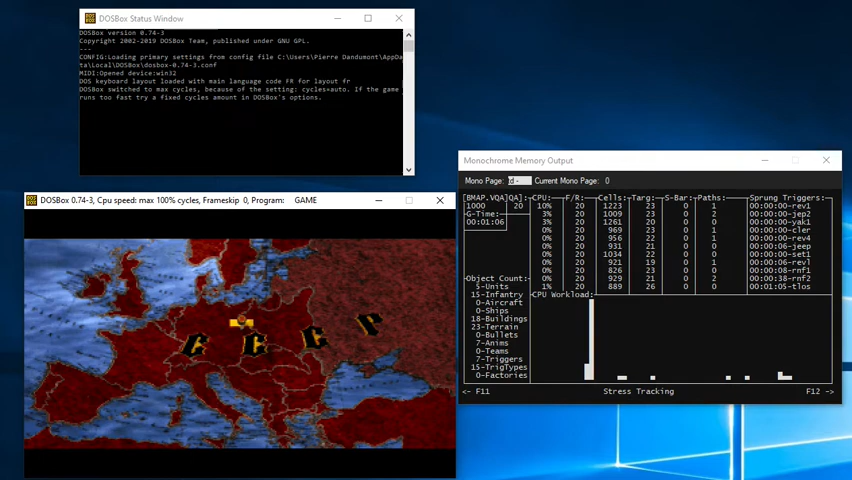 DOSBox Status Window
DOSBox version 0.74-3
Copyright 2002-2019 DOSBox Team, published under GNU GPL.
---
CONFIG:Loading primary settings from config file C:\Users\Pierre Dandumont\AppDa
ta\Local\DOSBox\dosbox-0.74-3.conf
MIDI:Opened device:win32
DOS keyboard layout loaded with main language code FR for layout fr
DOSBox switched to max cycles, because of the setting: cycles=auto. If the game
runs too fast try a fixed cycles amount in DOSBox's options.
DOSBox 0.74-3, Cpu speed: max 100% cycles, Frameskip 0, Program: GAME
C C C P
Monochrome Memory Output
Mono Page: Current Mono Page: 0
[BMAP.VQA]QA] CPU: F/R: Cells: Targ: S-Bar: Paths: Sprung Triggers:
1000 20 10% 20 1223 23 0 1 00:00:00-rev1
G-Time: 3% 20 1009 23 0 2 00:00:00-jep2
00:01:06 3% 20 1261 20 0 0 00:00:00-set2
0% 20 969 23 0 1 00:00:00-cler
0% 20 956 22 0 1 00:00:00-rev4
0% 20 931 21 0 0 00:00:06-jeep
0% 20 1034 22 0 0 00:00:00-set1
0% 20 921 19 0 1 00:00:00-rev1
0% 20 826 23 0 0 00:00:08-rnf1
Object Count: 0% 20 929 21 0 2 00:00:38-rnf2
5-Units 1% 20 889 26 0 0 00:01:05-tlos
15-Infantry CPU Workload:
0-Aircraft
0-Ships
18-Buildings
23-Terrain
0-Bullets
7-Anims
0-Teams
7-Triggers
15-TrigTypes
0-Factories
<- F11 Stress Tracking F12 ->